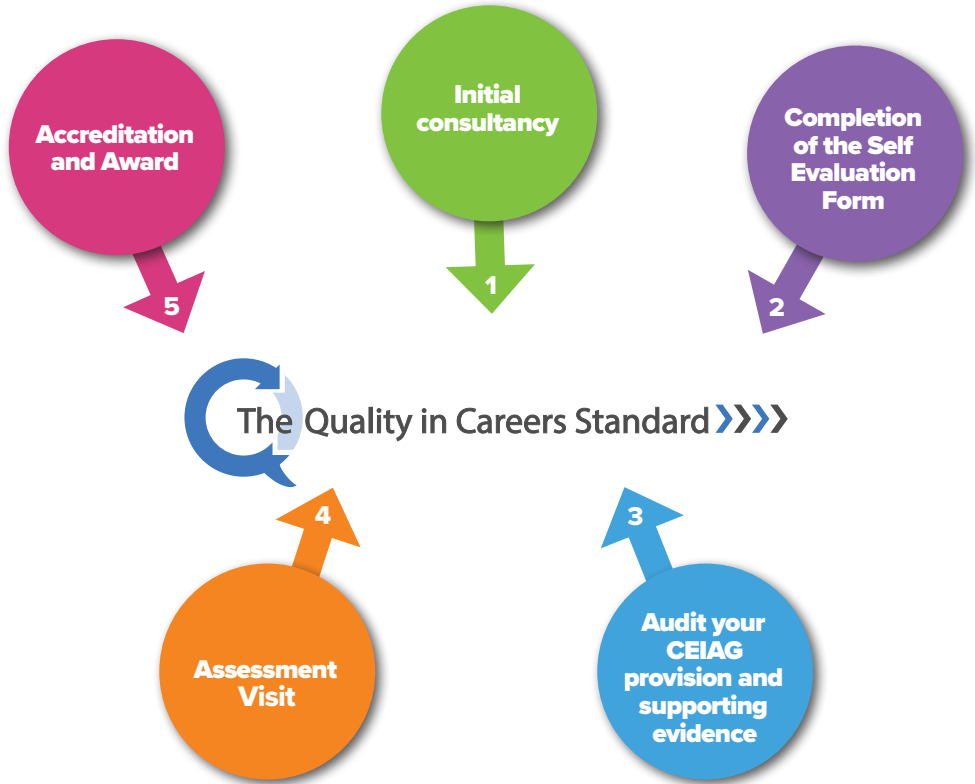 Initial
consultancy
1
Completion
of the Self
Evaluation
Form
2
Audit your
CEIAG
provision and
supporting
evidence
3
Assessment
Visit
4
Accreditation
and Award
5
The Quality in Careers Standard